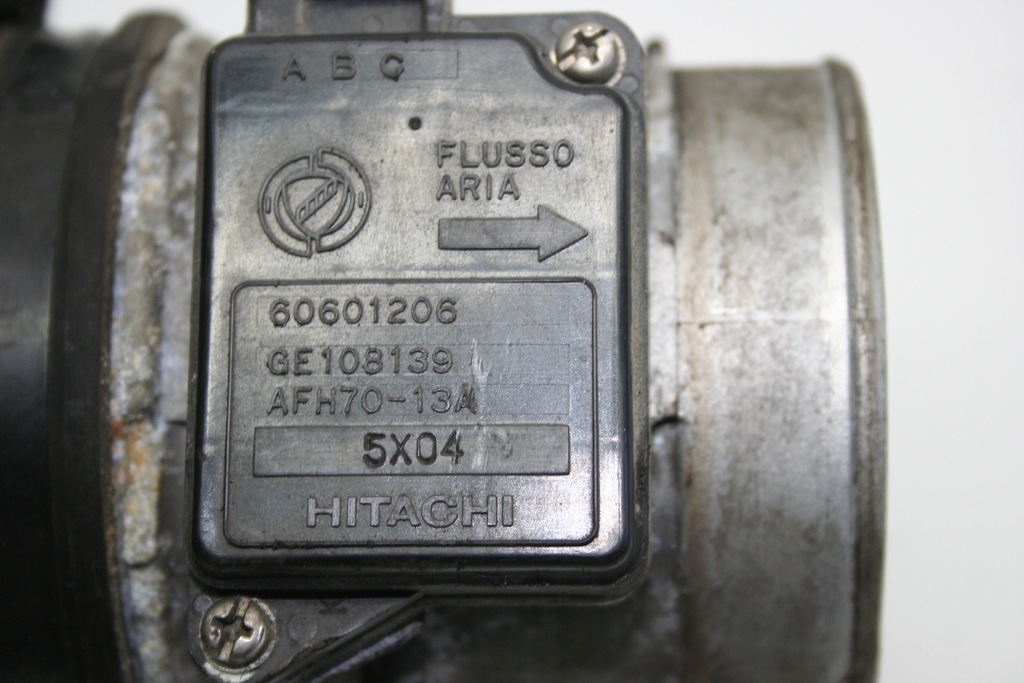 A B C
FLUSSO
ARIA
60601206
GE108139
AFH70-13A
5X04
HITACHI